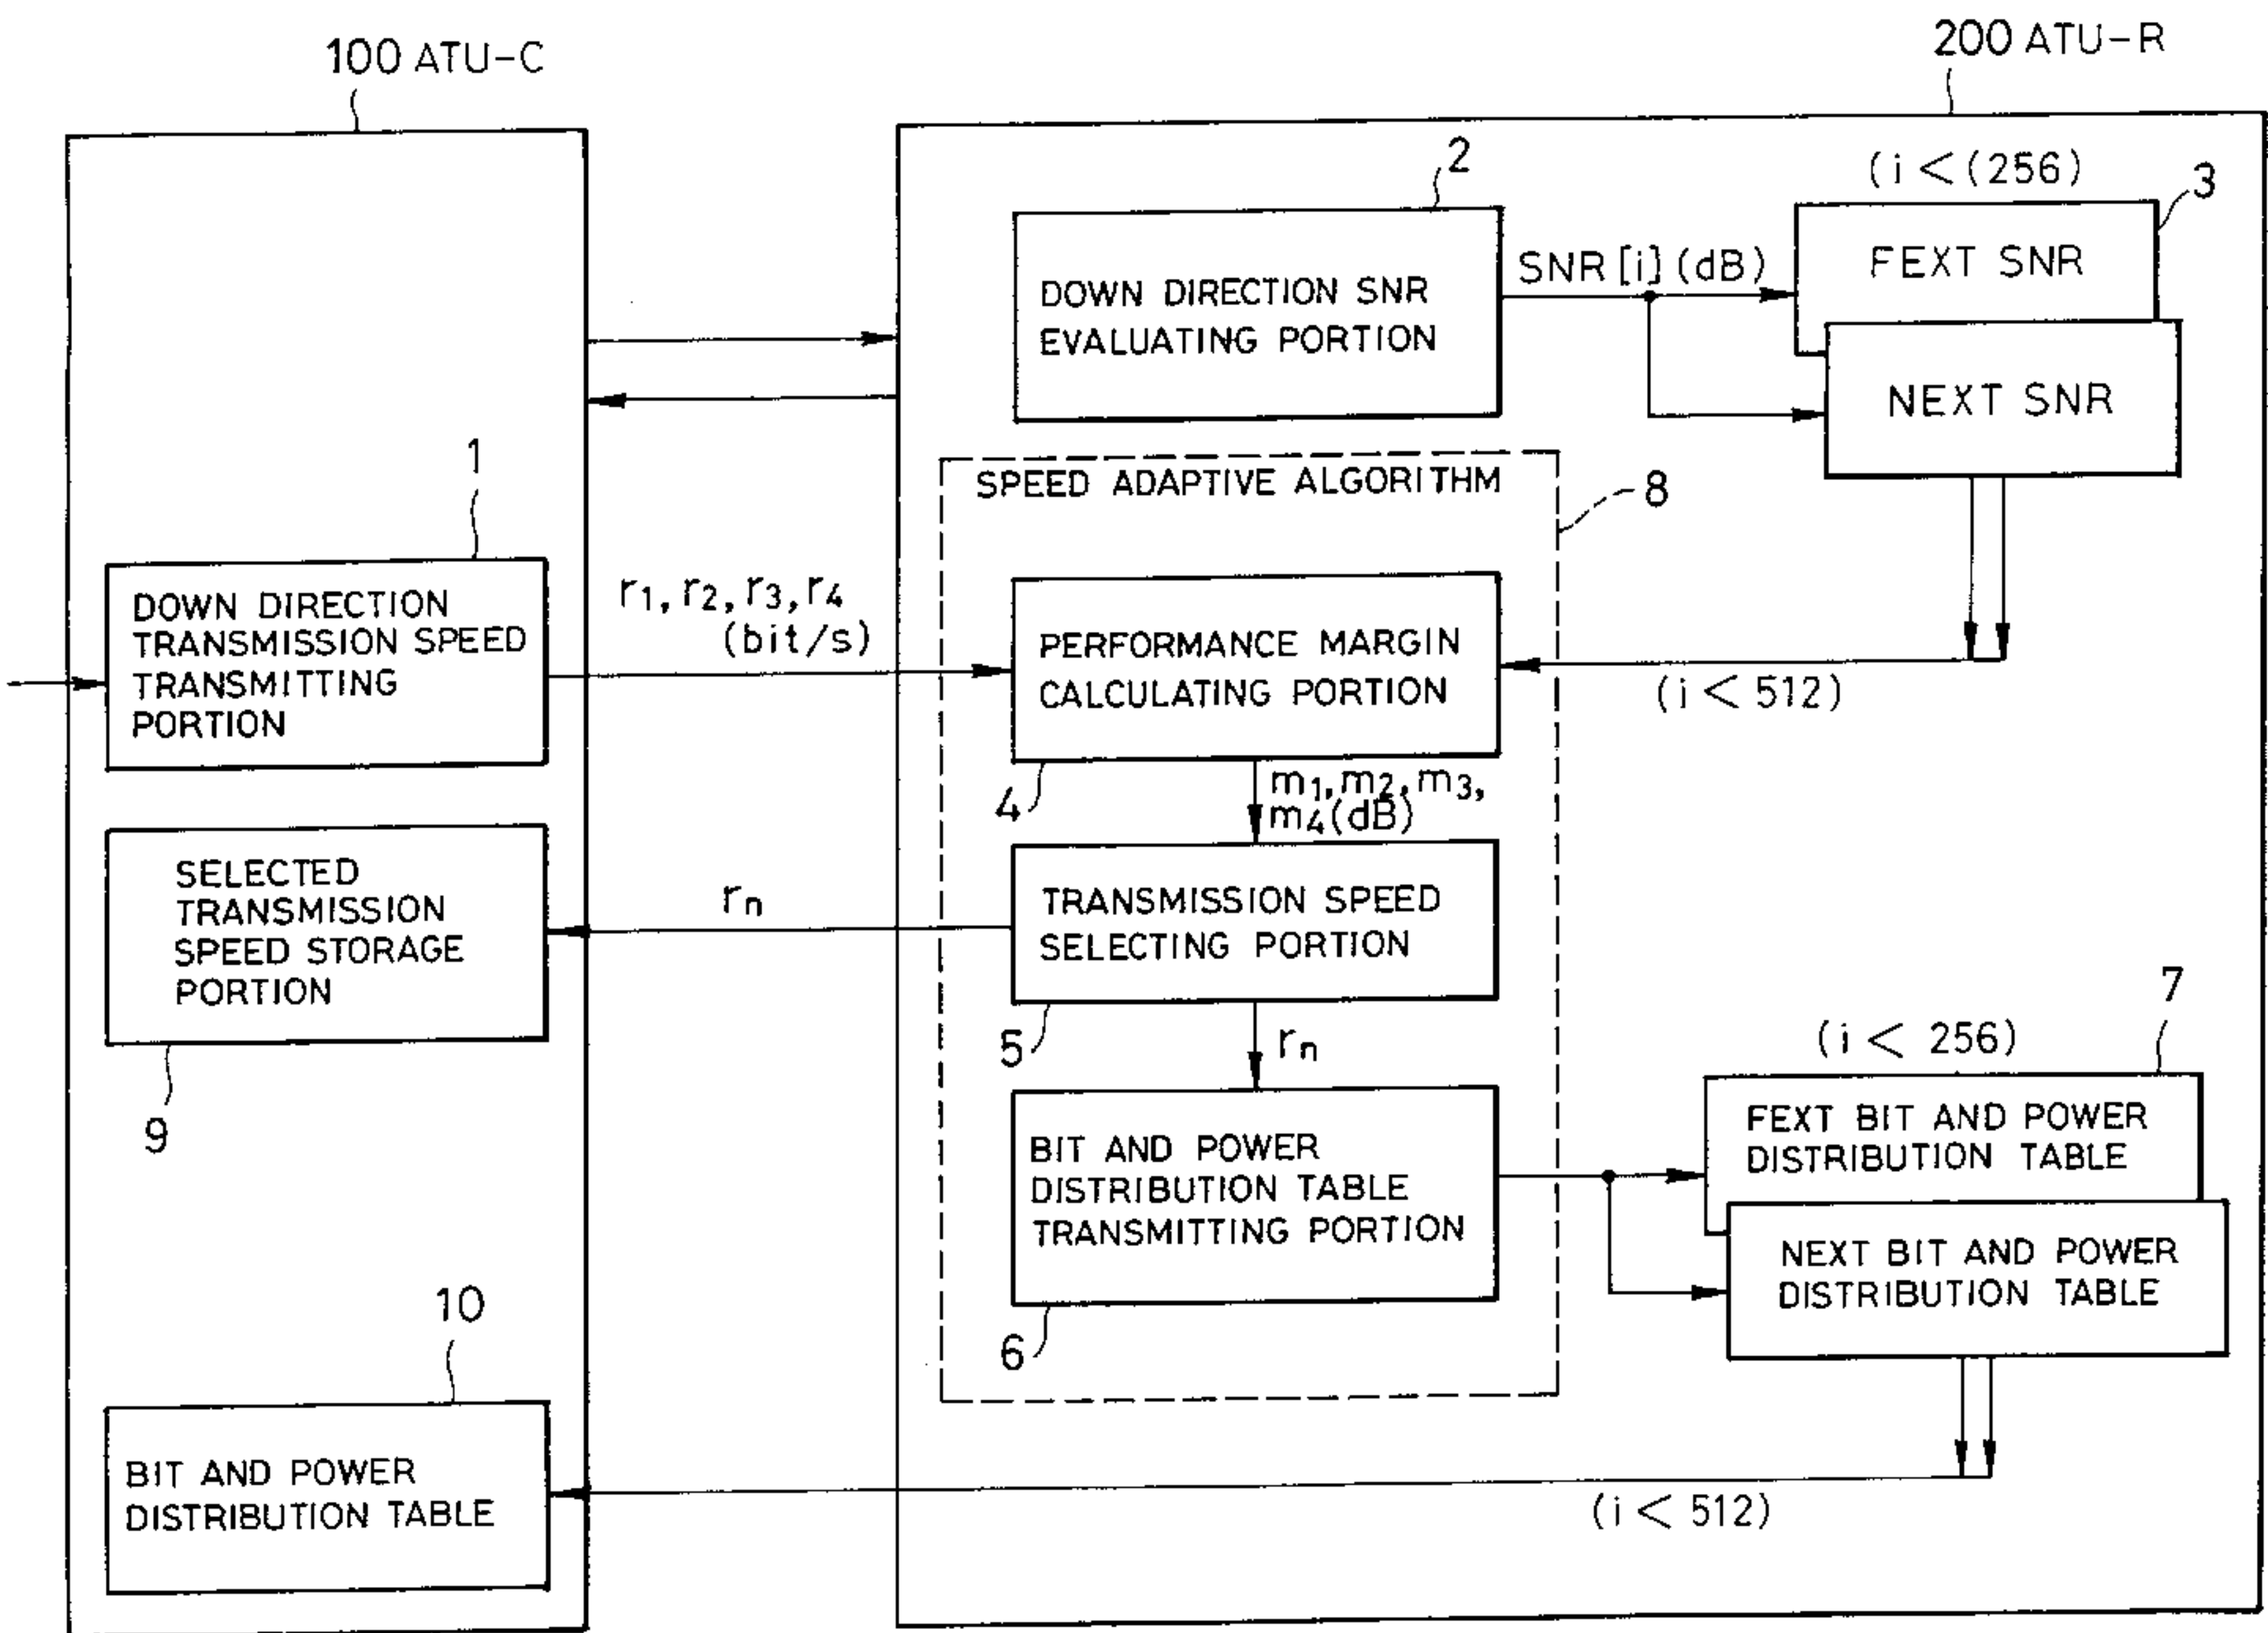 100 ATU-C
200 ATU-R
2
(i < (256)
3
DOWN DIRECTION SNR
EVALUATING PORTION
SNR [i] (dB)
FEXT SNR
NEXT SNR
1
SPEED ADAPTIVE ALGORITHM
8
DOWN DIRECTION
TRANSMISSION SPEED
TRANSMITTING
PORTION
r1, r2, r3, r4
(bit/s)
PERFORMANCE MARGIN
CALCULATING PORTION
(i < 512)
4
m1, m2, m3,
m4(dB)
SELECTED
TRANSMISSION
SPEED STORAGE
PORTION
rn
TRANSMISSION SPEED
SELECTING PORTION
9
5
rn
(i < 256)
7
BIT AND POWER
DISTRIBUTION TABLE
TRANSMITTING PORTION
FEXT BIT AND POWER
DISTRIBUTION TABLE
NEXT BIT AND POWER
DISTRIBUTION TABLE
6
10
BIT AND POWER
DISTRIBUTION TABLE
(i < 512)